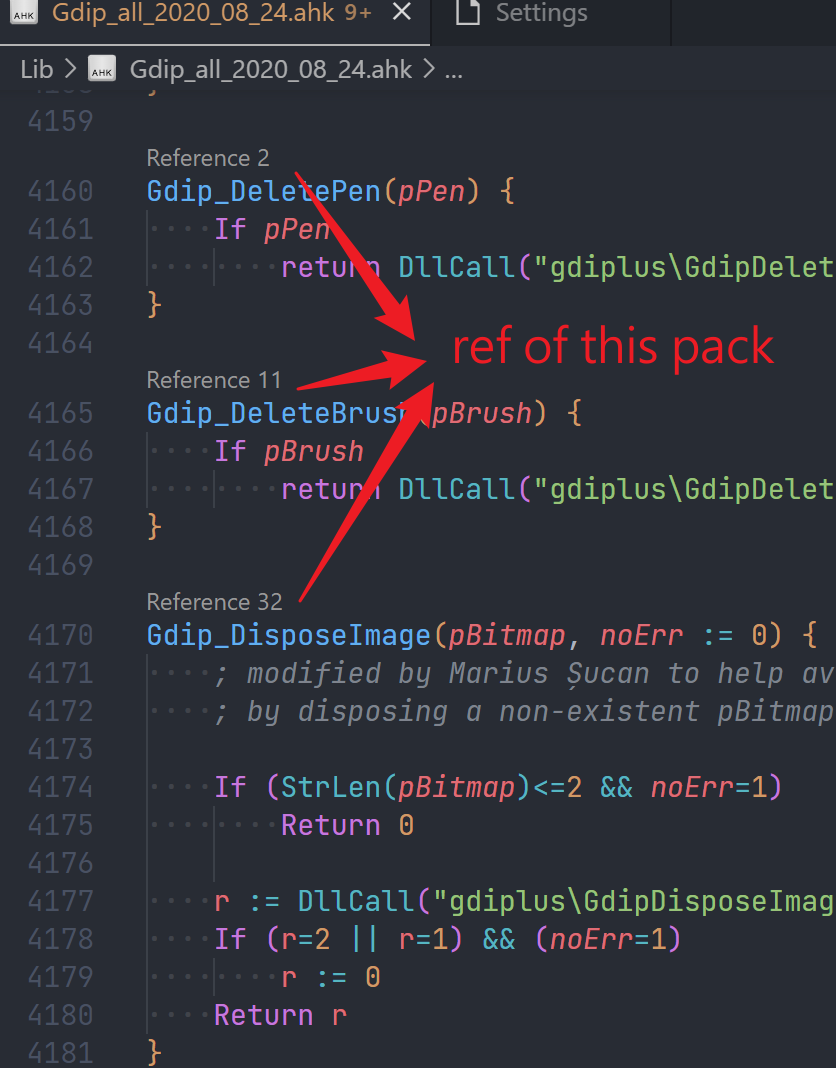 AHK Gdip_all_2020_08_24.ahk 9+ Settings
Lib > AHK Gdip_all_2020_08_24.ahk > ...
4159
Reference 2
4160 Gdip_DeletePen(pPen) {
4161 ····If pPen
4162 ········return DllCall("gdiplus\GdipDelet
4163 }
4164
ref of this pack
Reference 11
4165 Gdip_DeleteBrush(pBrush) {
4166 ····If pBrush
4167 ········return DllCall("gdiplus\GdipDelet
4168 }
4169
Reference 32
4170 Gdip_DisposeImage(pBitmap, noErr := 0) {
4171 ····; modified by Marius Șucan to help av
4172 ····; by disposing a non-existent pBitmap
4173
4174 ····If (StrLen(pBitmap)<=2 && noErr=1)
4175 ········Return 0
4176
4177 ····r := DllCall("gdiplus\GdipDisposeImag
4178 ····If (r=2 || r=1) && (noErr=1)
4179 ········r := 0
4180 ····Return r
4181 }